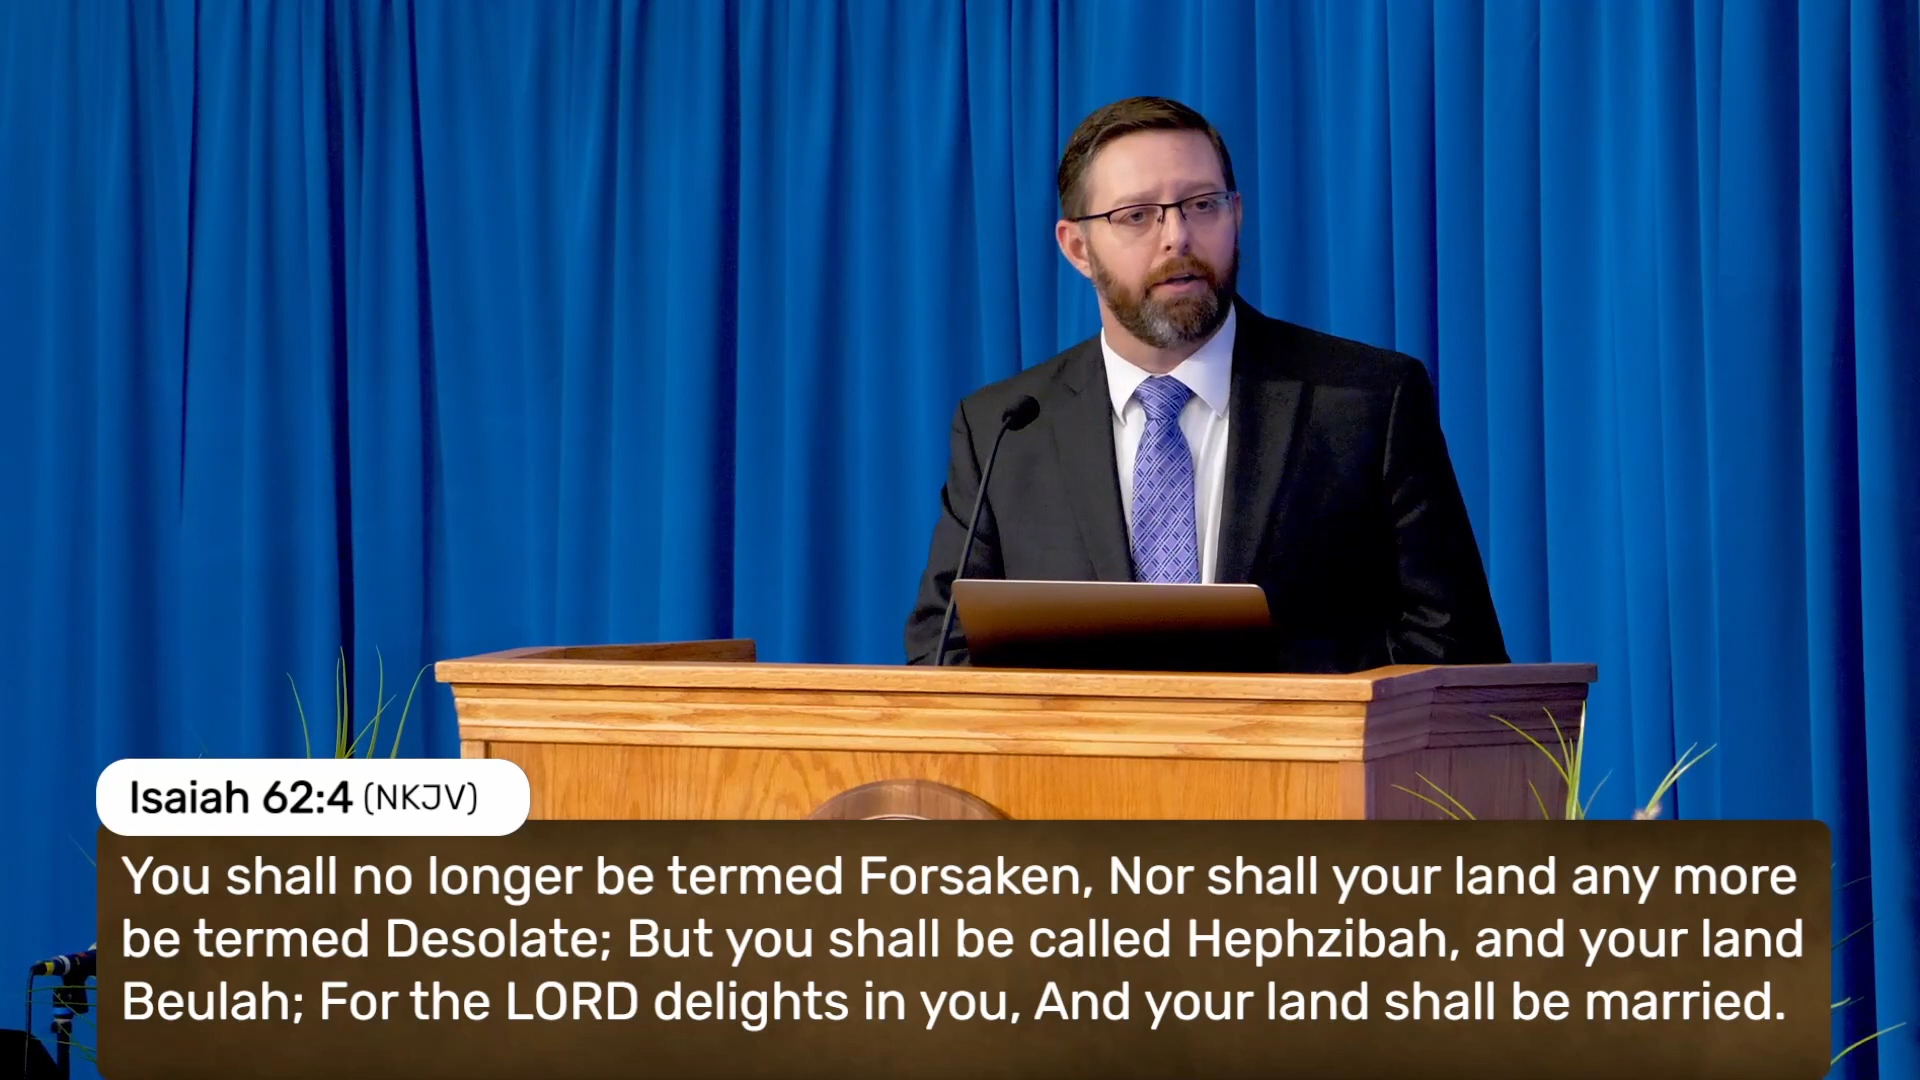 Isaiah 62:4 (NKJV)
You shall no longer be termed Forsaken, Nor shall your land any more
be termed Desolate; But you shall be called Hephzibah, and your land
Beulah; For the LORD delights in you, And your land shall be married.